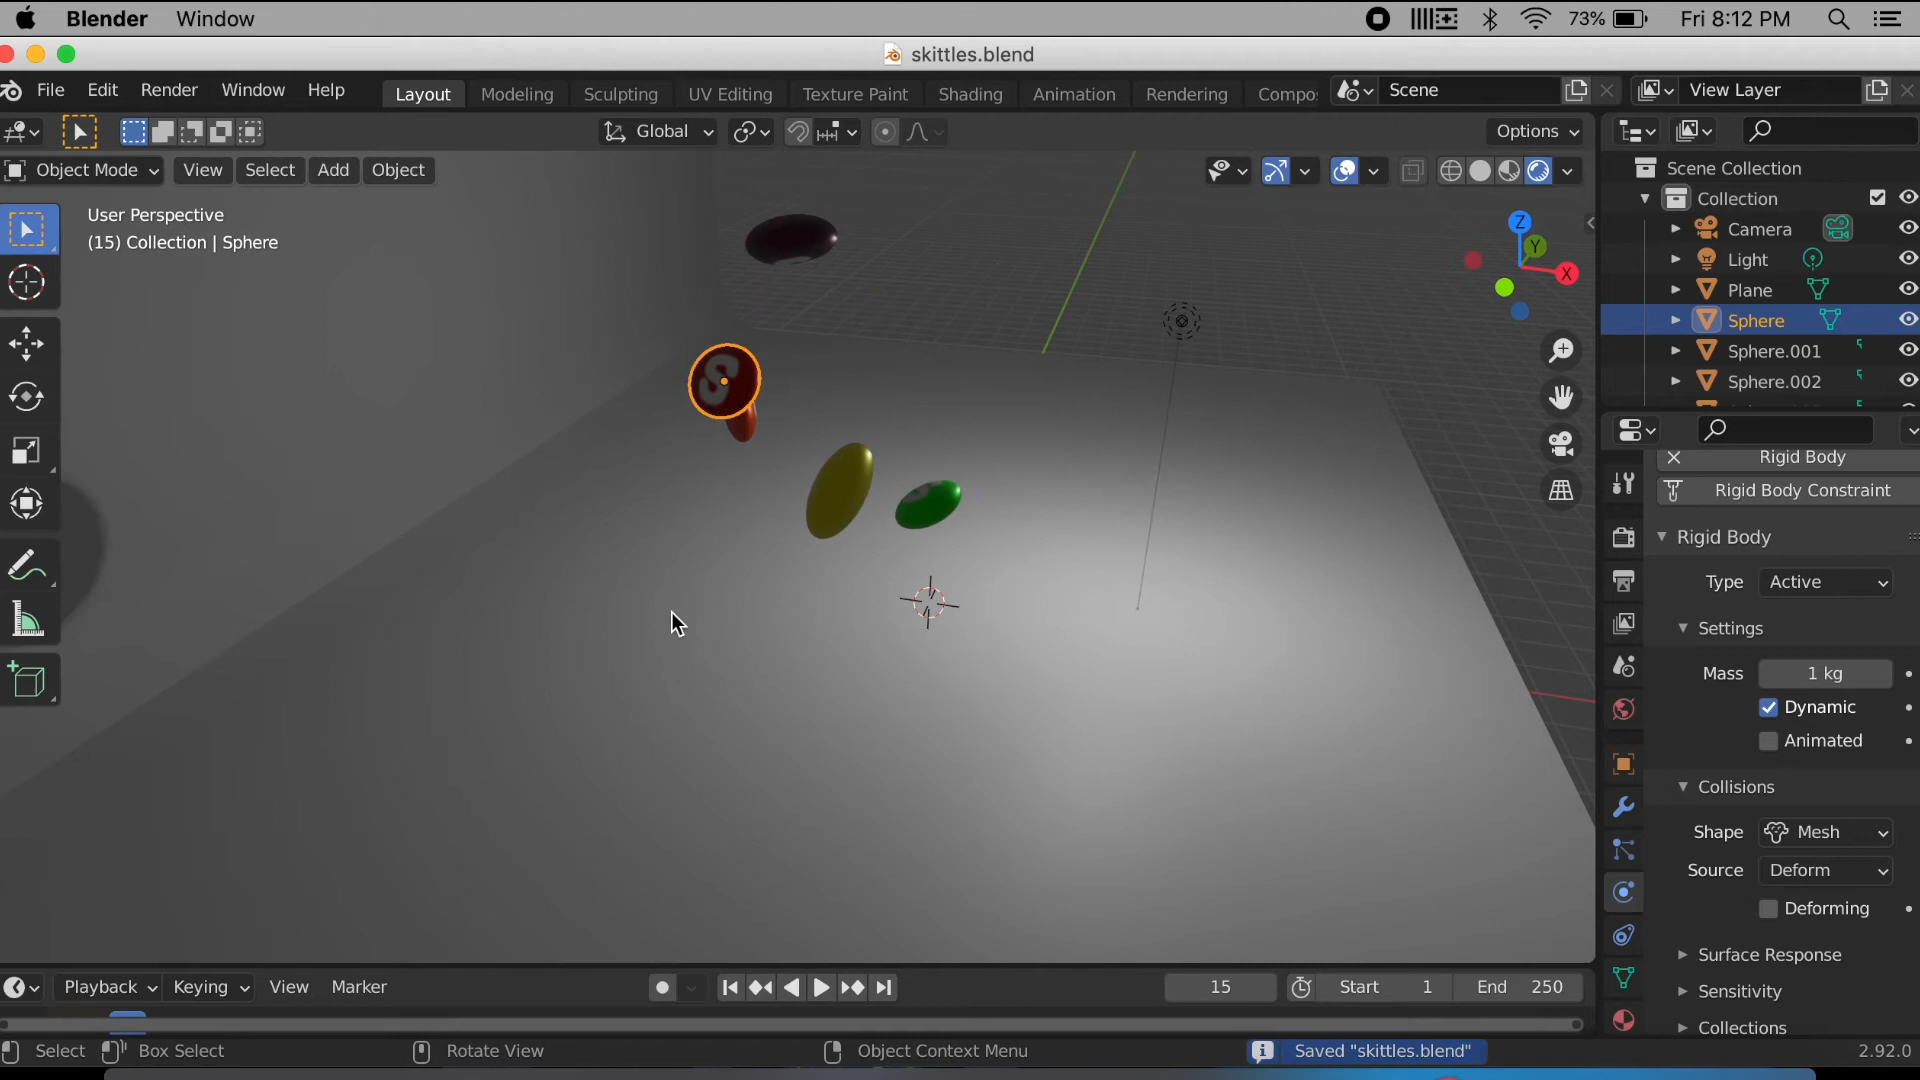 Blender Window 73% Fri 8:12 PM
skittles.blend
File Edit Render Window Help Layout Modeling Sculpting UV Editing Texture Paint Shading Animation Rendering Compo Scene View Layer
Global Options
Object Mode View Select Add Object
User Perspective
(15) Collection | Sphere
S
Z
Y
X
Scene Collection
Collection
Camera
Light
Plane
Sphere
Sphere.001
Sphere.002
Rigid Body
Rigid Body Constraint
Rigid Body
Type Active
Settings
Mass 1 kg
Dynamic
Animated
Collisions
Shape Mesh
Source Deform
Deforming
Surface Response
Sensitivity
Collections
Playback Keying View Marker 15 Start 1 End 250
Select Box Select Rotate View Object Context Menu Saved "skittles.blend" 2.92.0